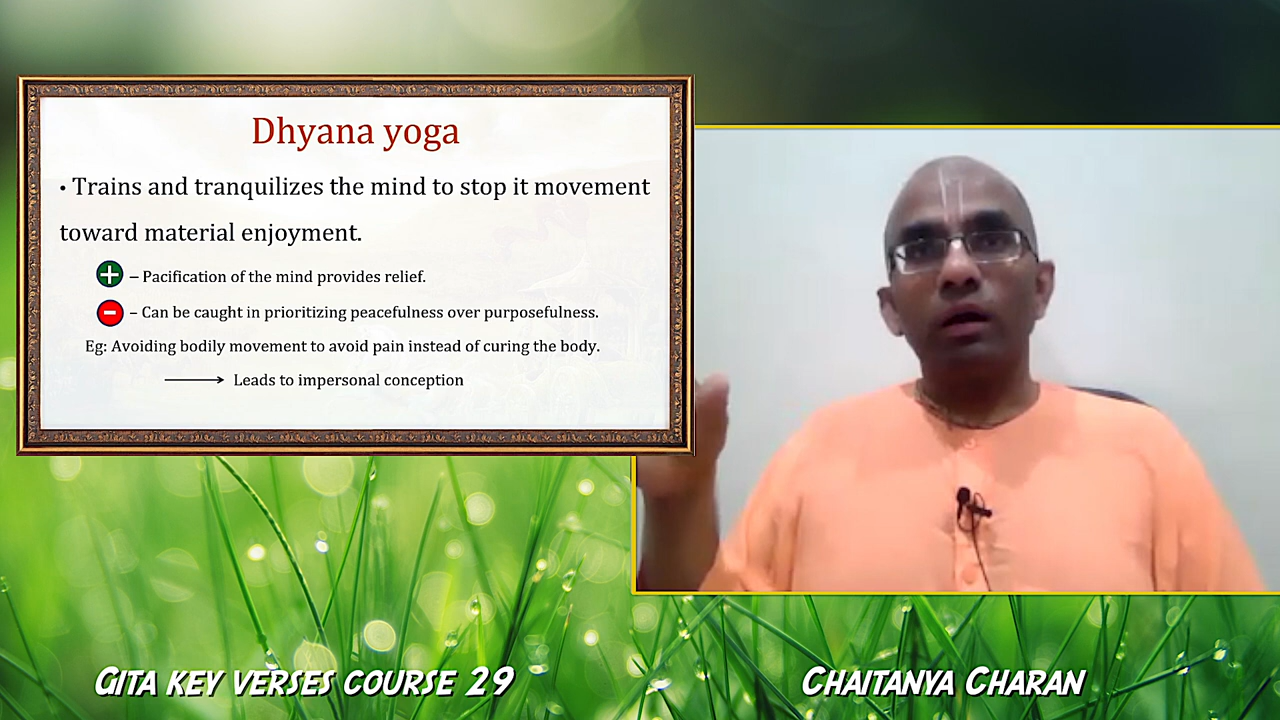 Dhyana yoga
• Trains and tranquilizes the mind to stop it movement
toward material enjoyment.
+ – Pacification of the mind provides relief.
- – Can be caught in prioritizing peacefulness over purposefulness.
Eg: Avoiding bodily movement to avoid pain instead of curing the body.
⟶ Leads to impersonal conception
GITA KEY VERSES COURSE 29
CHAITANYA CHARAN